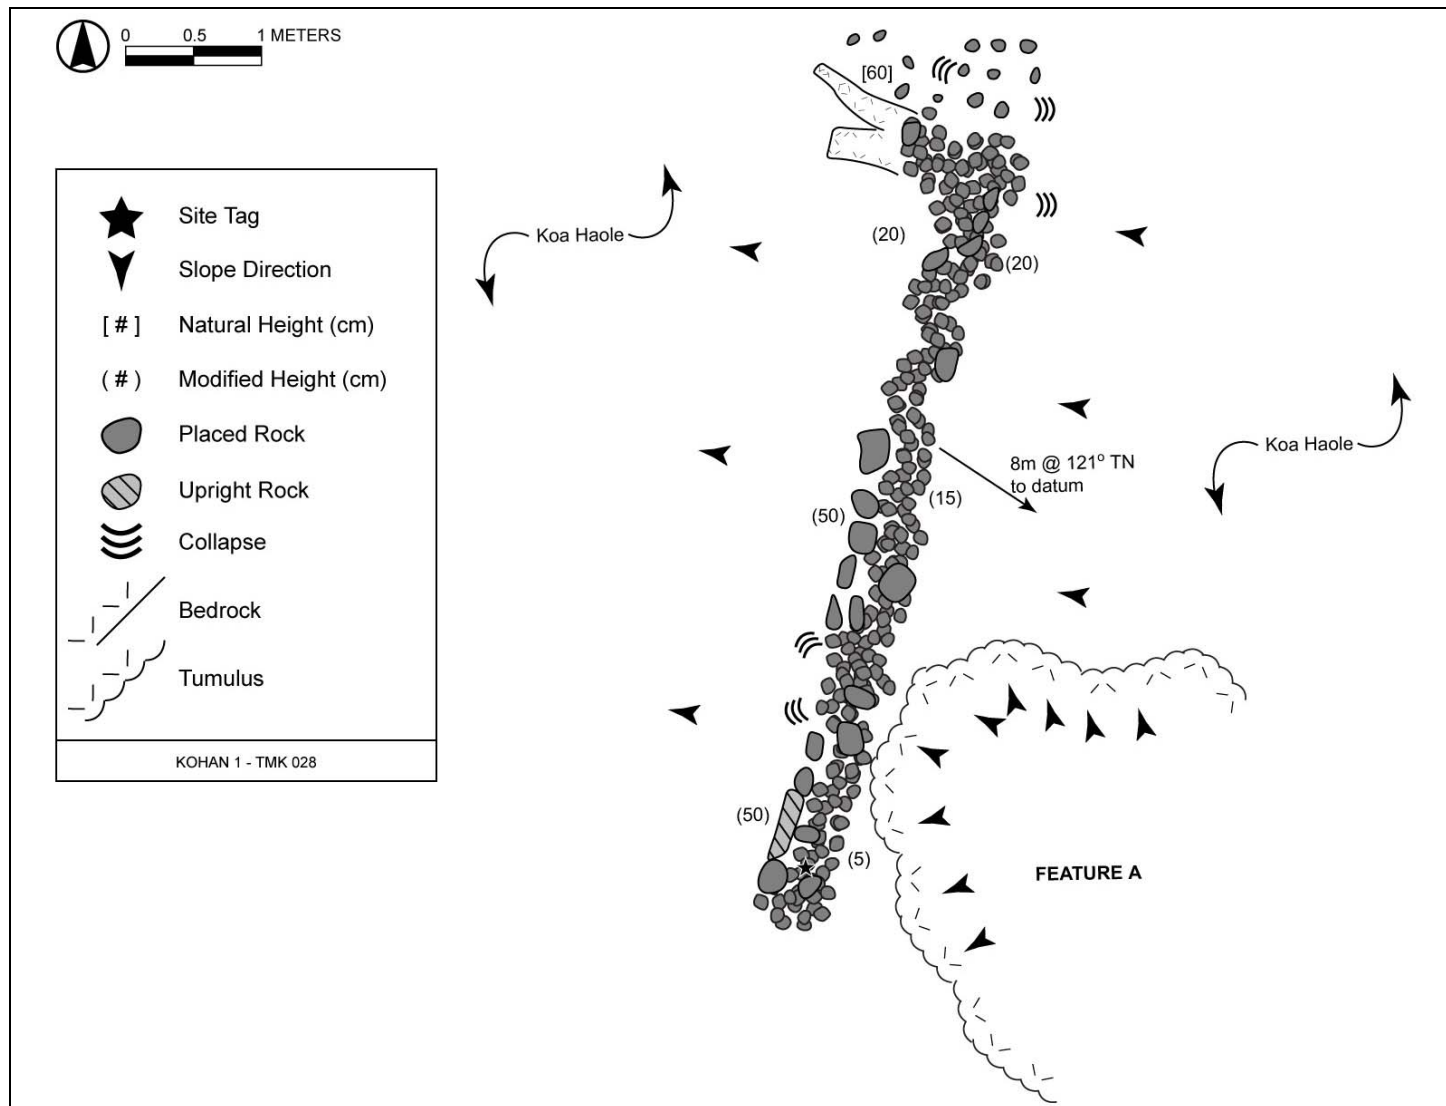 0 0.5 1 METERS
[60]
Koa Haole
(20)
(20)
Site Tag
Slope Direction
[ # ] Natural Height (cm)
( # ) Modified Height (cm)
Placed Rock
Upright Rock
Collapse
Bedrock
Tumulus
KOHAN 1 - TMK 028
Koa Haole
8m @ 121° TN
to datum
(15)
(50)
(50)
(5)
FEATURE A